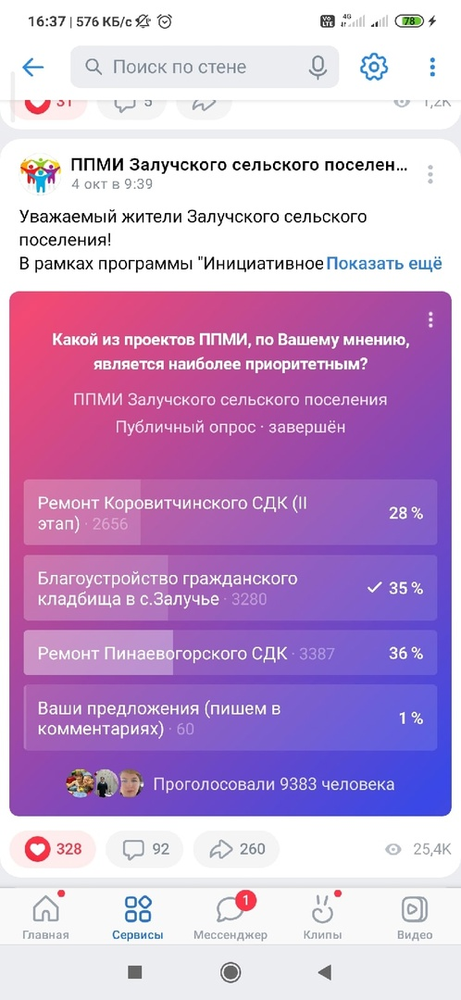 16:37 | 576 КБ/с
Vo LTE 4G 78
Поиск по стене
31 5 1,2K
ППМИ Залучского сельского поселен...
4 окт в 9:39
Уважаемый жители Залучского сельского
поселения!
В рамках программы "Инициативное Показать ещё
Какой из проектов ППМИ, по Вашему мнению,
является наиболее приоритетным?
ППМИ Залучского сельского поселения
Публичный опрос · завершён
Ремонт Коровитчинского СДК (II
этап) · 2656
28 %
Благоустройство гражданского
кладбища в с.Залучье · 3280
35 %
Ремонт Пинаевогорского СДК · 3387 36 %
Ваши предложения (пишем в
комментариях) · 60
1 %
Проголосовали 9383 человека
328 92 260 25,4K
1
Главная Сервисы Мессенджер Клипы Видео